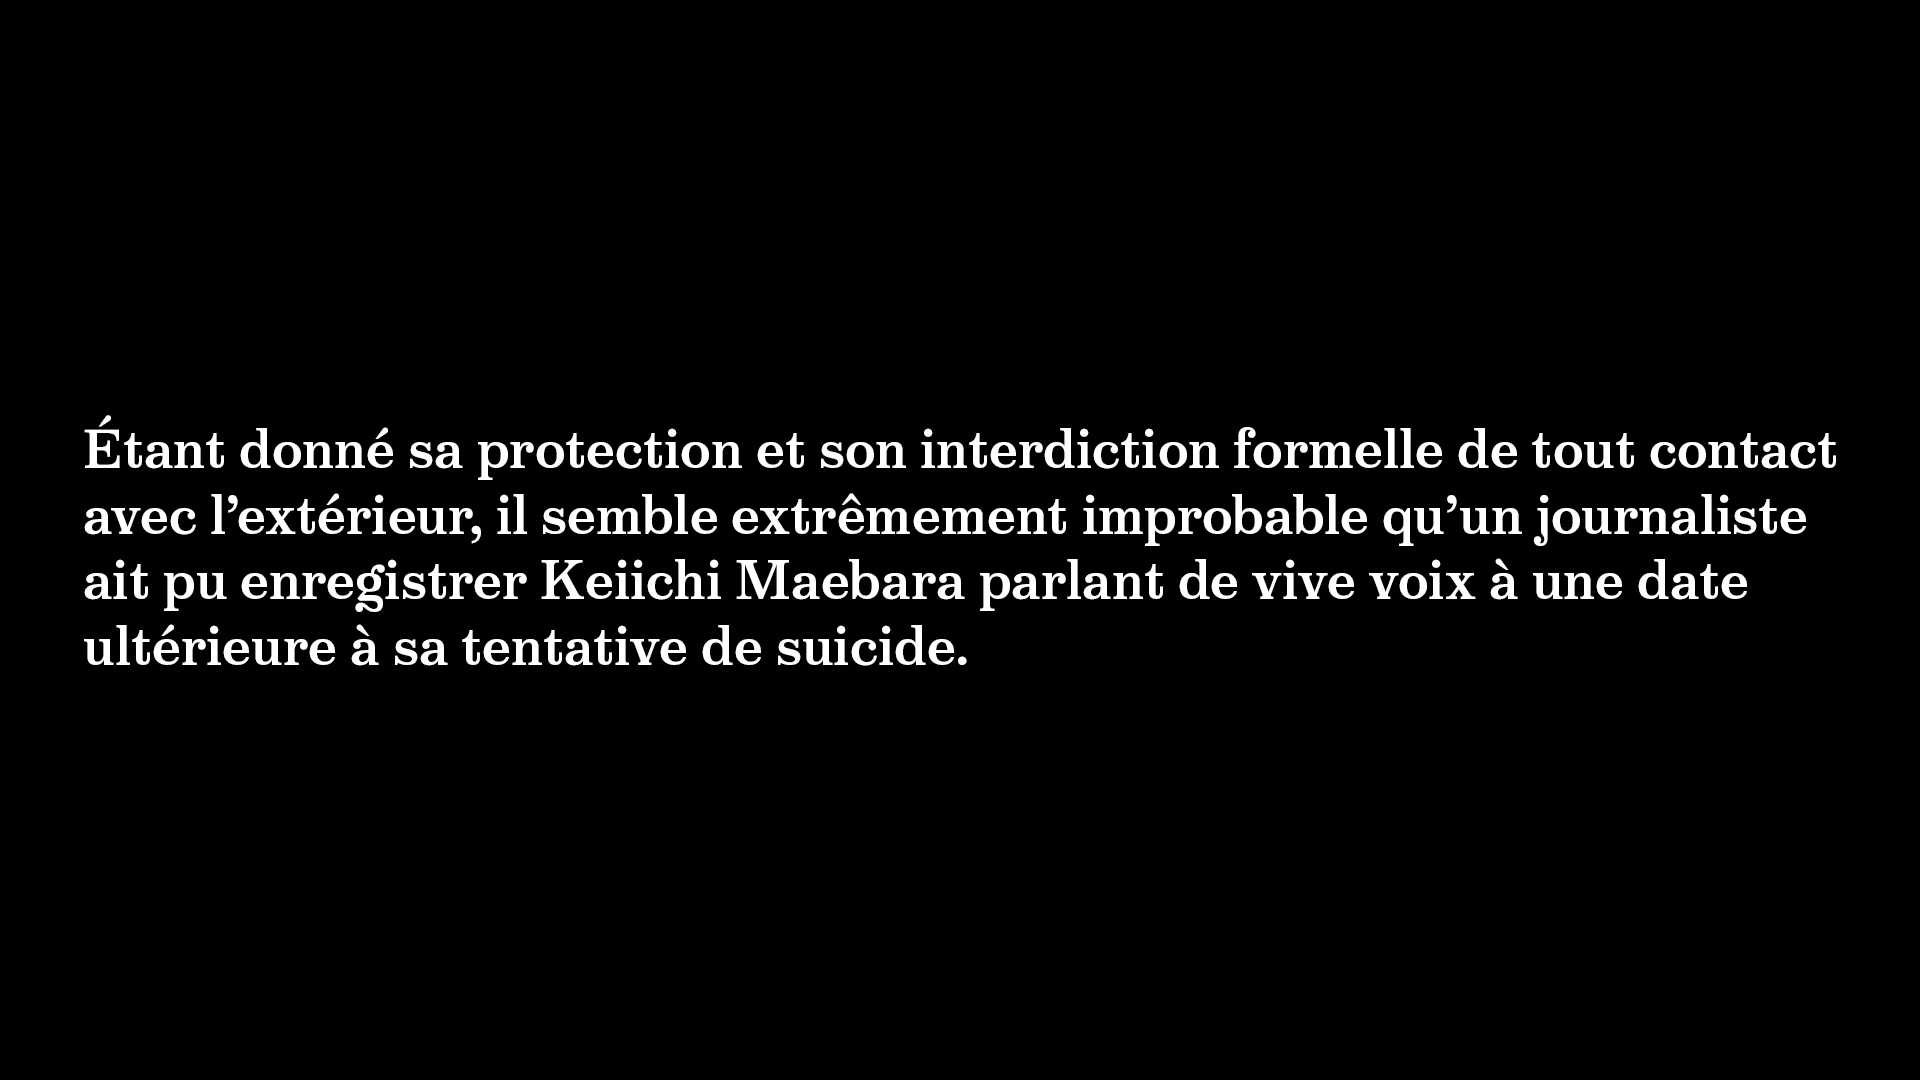 Étant donné sa protection et son interdiction formelle de tout contact
avec l’extérieur, il semble extrêmement improbable qu’un journaliste
ait pu enregistrer Keiichi Maebara parlant de vive voix à une date
ultérieure à sa tentative de suicide.